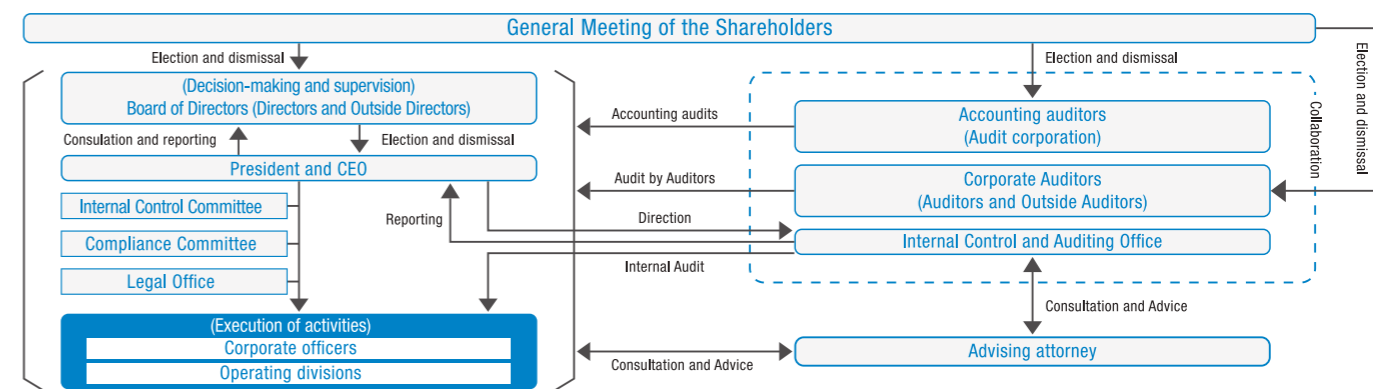 General Meeting of the Shareholders
Election and dismissal
Election and dismissal
Election and dismissal
(Decision-making and supervision)
Board of Directors (Directors and Outside Directors)
Consulation and reporting
Election and dismissal
President and CEO
Internal Control Committee
Compliance Committee
Legal Office
(Execution of activities)
Corporate officers
Operating divisions
Accounting audits
Audit by Auditors
Reporting
Direction
Internal Audit
Consultation and Advice
Accounting auditors
(Audit corporation)
Corporate Auditors
(Auditors and Outside Auditors)
Internal Control and Auditing Office
Collaboration
Consultation and Advice
Advising attorney